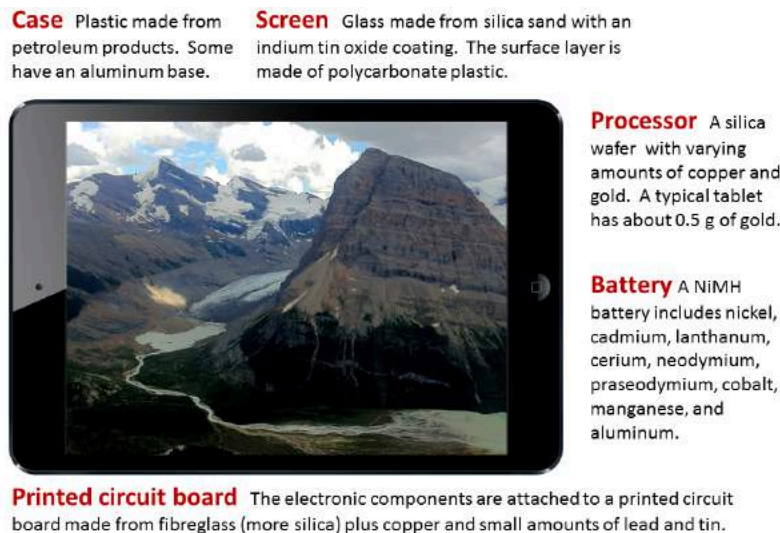 Case Plastic made from
petroleum products. Some
have an aluminum base.
Screen Glass made from silica sand with an
indium tin oxide coating. The surface layer is
made of polycarbonate plastic.
Processor A silica
wafer with varying
amounts of copper and
gold. A typical tablet
has about 0.5 g of gold.
Battery A NiMH
battery includes nickel,
cadmium, lanthanum,
cerium, neodymium,
praseodymium, cobalt,
manganese, and
aluminum.
Printed circuit board The electronic components are attached to a printed circuit
board made from fibreglass (more silica) plus copper and small amounts of lead and tin.